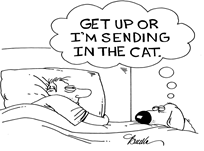 GET UP OR
I'M SENDING
IN THE CAT.